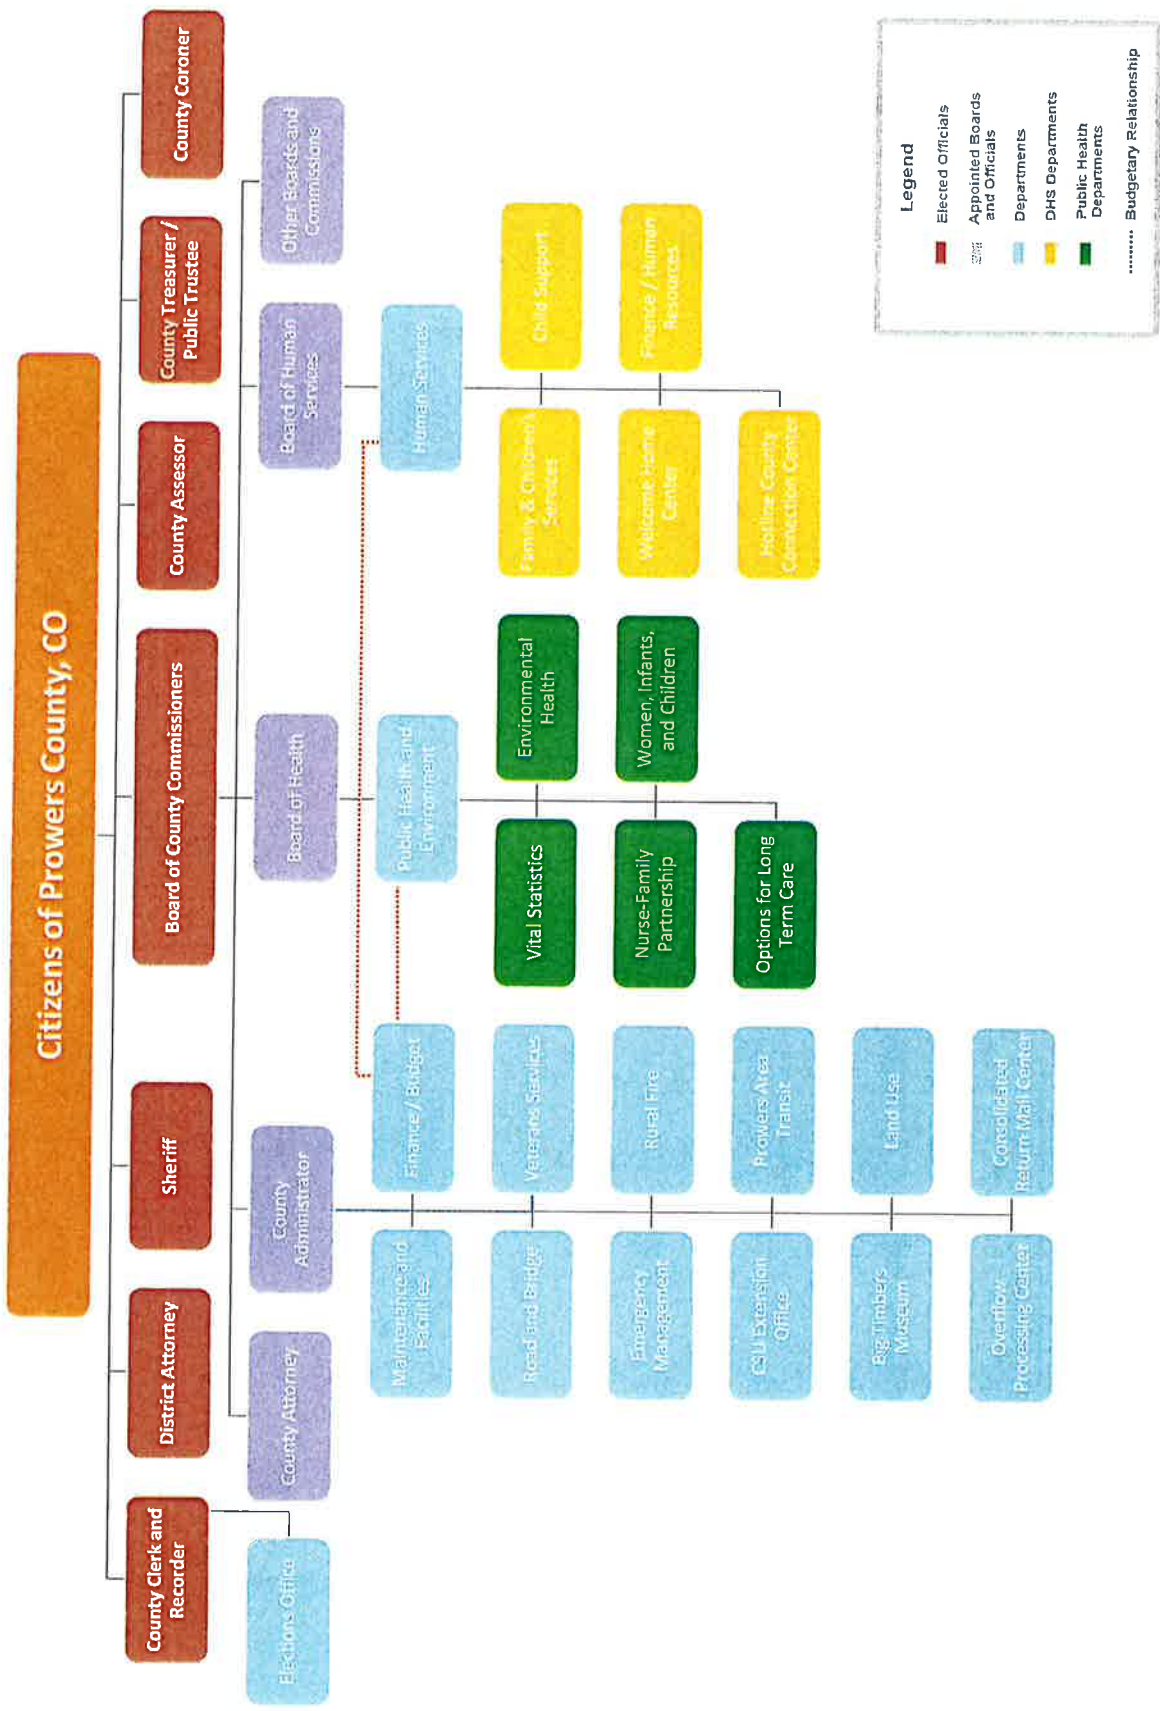 Citizens of Prowers County, CO
County Clerk and
Recorder
District Attorney
Sheriff
Board of County Commissioners
County Assessor
County Treasurer /
Public Trustee
County Coroner
Elections Office
County Attorney
County
Administrator
Board of Health
Board of Human
Services
Other Boards and
Commissions
Maintenance and
Facilities
Finance / Budget
Public Health and
Environment
Human Services
Road and Bridge
Veterans Services
Vital Statistics
Environmental
Health
Family & Children's
Services
Child Support
Emergency
Management
Rural Fire
Nurse-Family
Partnership
Women, Infants,
and Children
Welcome Home
Center
Finance / Human
Resources
CSU Extension
Office
Prowers Area
Transit
Options for Long
Term Care
Hotline County
Connection Center
Big Timbers
Museum
Land Use
Overflow
Processing Center
Consolidated
Return Mail Center
Legend
Elected Officials
Appointed Boards
and Officials
Departments
DHS Departments
Public Health
Departments
Budgetary Relationship